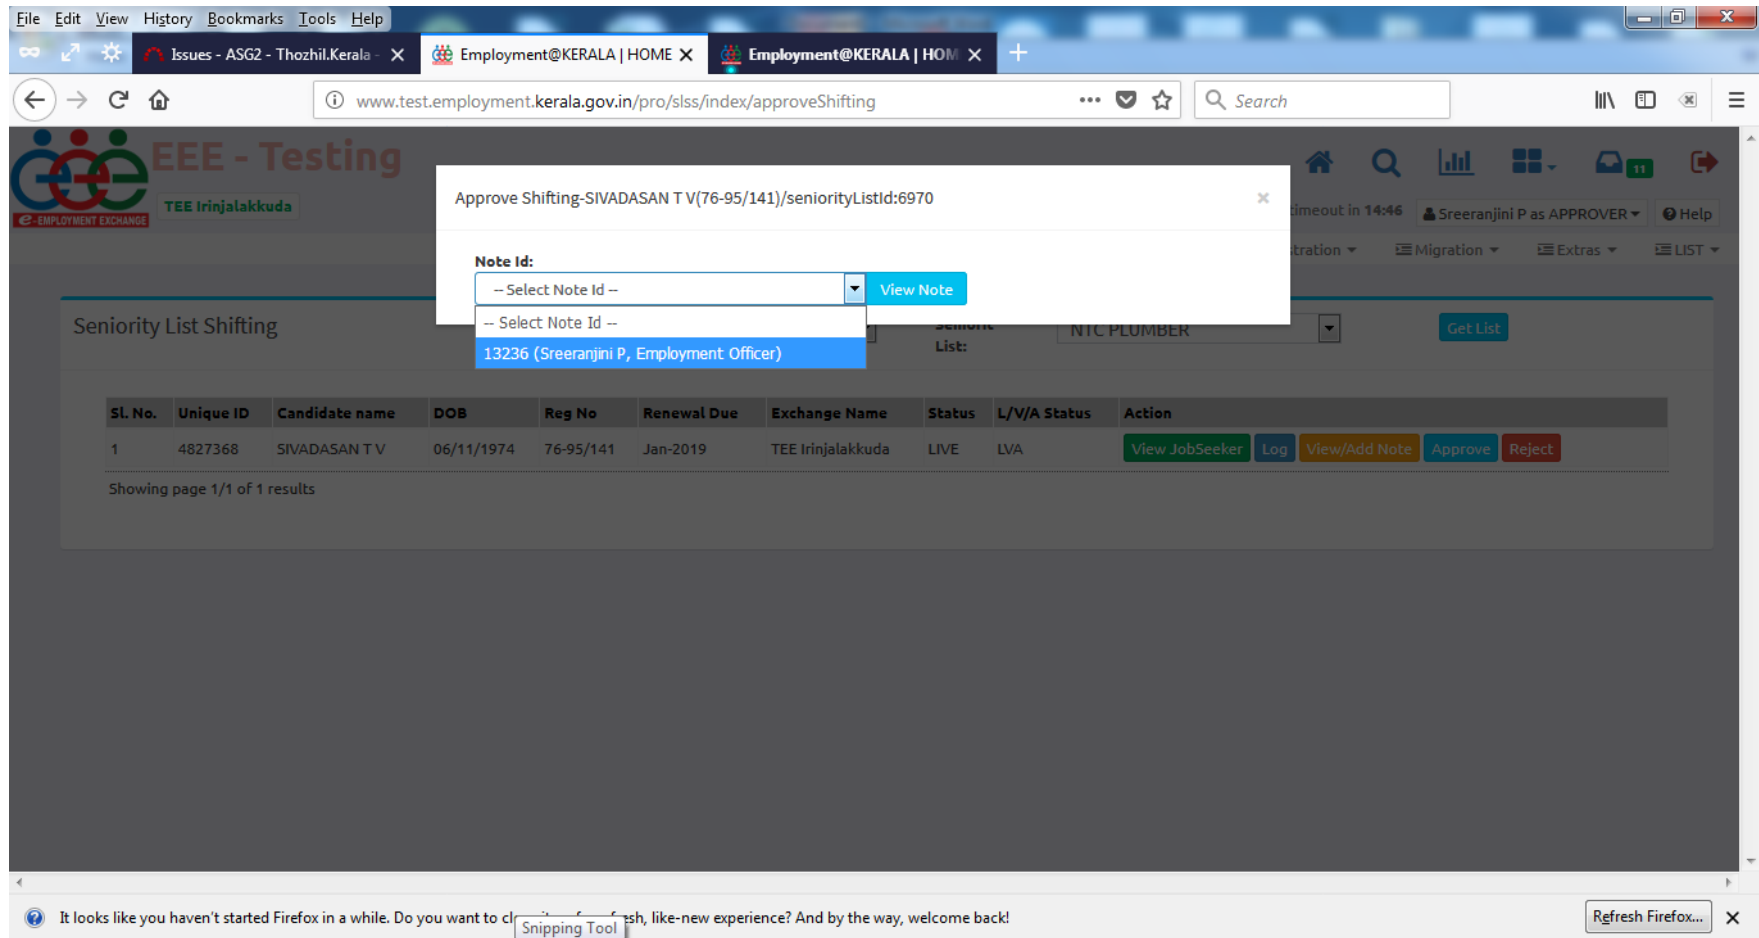 File Edit View History Bookmarks Tools Help
Issues - ASG2 - Thozhil.Kerala -
Employment@KERALA | HOME
Employment@KERALA | HOM
www.test.employment.kerala.gov.in/pro/slss/index/approveShifting
Search
EEE - Testing
e-EMPLOYMENT EXCHANGE
TEE Irinjalakkuda
11
timeout in 14:46
Sreeranjini P as APPROVER
Help
Approve Shifting-SIVADASAN T V(76-95/141)/seniorityListId:6970
×
tration
Migration
Extras
LIST
Note Id:
-- Select Note Id --
View Note
-- Select Note Id --
13236 (Sreeranjini P, Employment Officer)
Seniority List Shifting
List:
NTC PLUMBER
Get List
Sl. No. Unique ID Candidate name DOB Reg No Renewal Due Exchange Name Status L/V/A Status Action
1 4827368 SIVADASAN T V 06/11/1974 76-95/141 Jan-2019 TEE Irinjalakkuda LIVE LVA View JobSeeker Log View/Add Note Approve Reject
Showing page 1/1 of 1 results
It looks like you haven't started Firefox in a while. Do you want to cl sh, like-new experience? And by the way, welcome back!
Refresh Firefox...
Snipping Tool